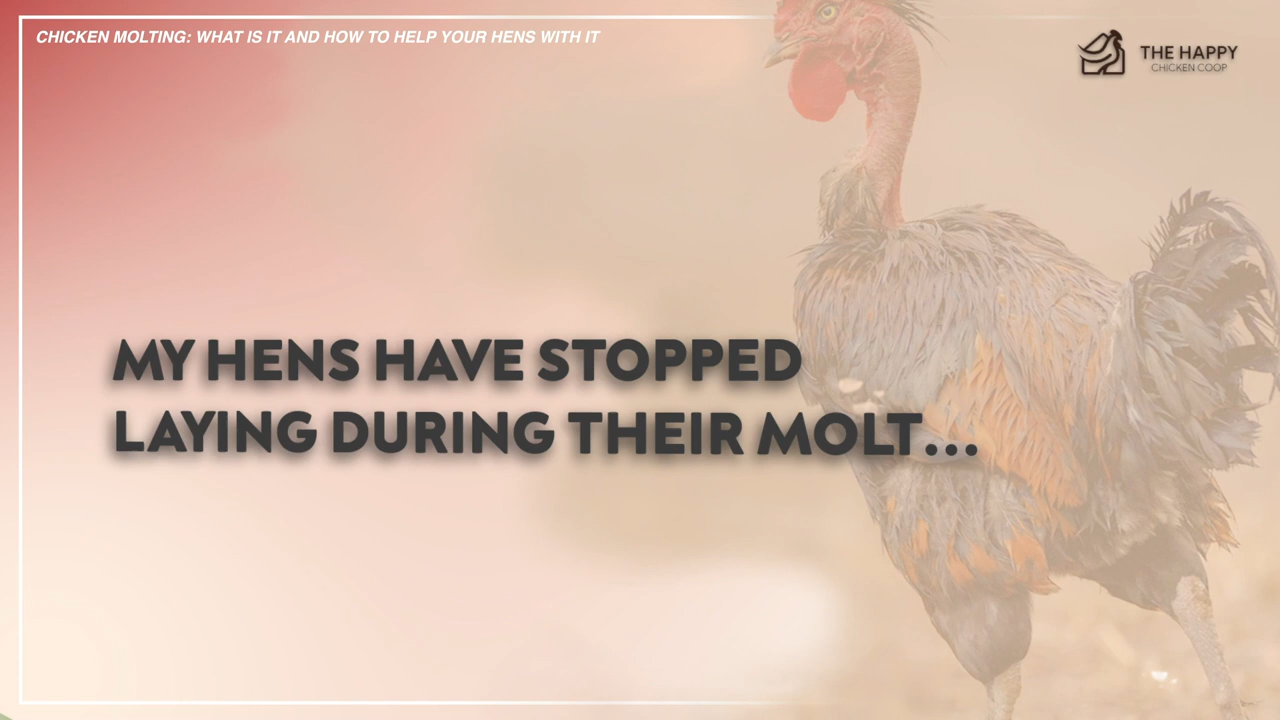 CHICKEN MOLTING: WHAT IS IT AND HOW TO HELP YOUR HENS WITH IT
THE HAPPY
CHICKEN COOP
MY HENS HAVE STOPPED
LAYING DURING THEIR MOLT...